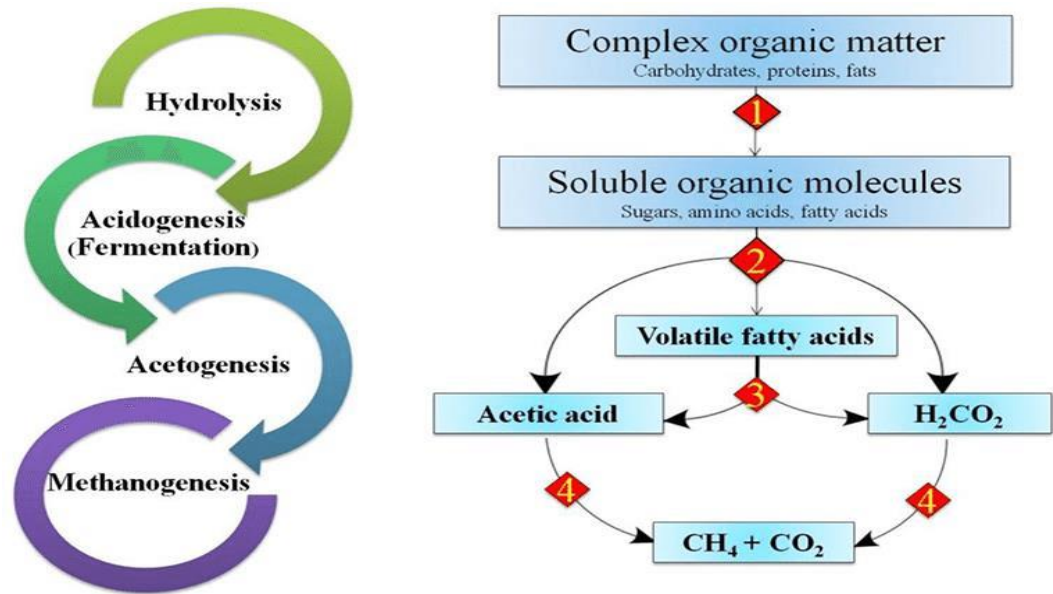 Hydrolysis
Acidogenesis
(Fermentation)
Acetogenesis
Methanogenesis
Complex organic matter
Carbohydrates, proteins, fats
1
Soluble organic molecules
Sugars, amino acids, fatty acids
2
Volatile fatty acids
3
Acetic acid
H₂CO₂
4
4
CH₄ + CO₂